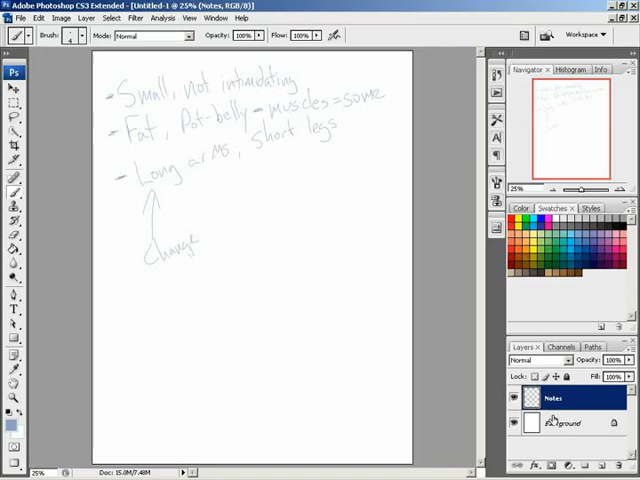 Adobe Photoshop CS3 Extended - [Untitled-1 @ 25% (Notes, RGB/8)]
File Edit Image Layer Select Filter Analysis View Window Help
Brush: 4 Mode: Normal Opacity: 100% Flow: 100% Workspace
- Small, not intimidating
- Fat, Pot-belly - muscles = some
- Long arms, short legs
change
Navigator Histogram Info
25%
Color Swatches Styles
Layers Channels Paths
Normal Opacity: 100%
Lock: Fill: 100%
Notes
Background
25% Doc: 15.0M/7.48M